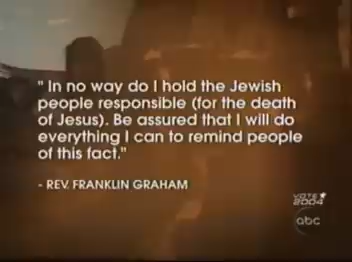 " In no way do I hold the Jewish
people responsible (for the death
of Jesus). Be assured that I will do
everything I can to remind people
of this fact."
- REV. FRANKLIN GRAHAM
VOTE★
2004
abc